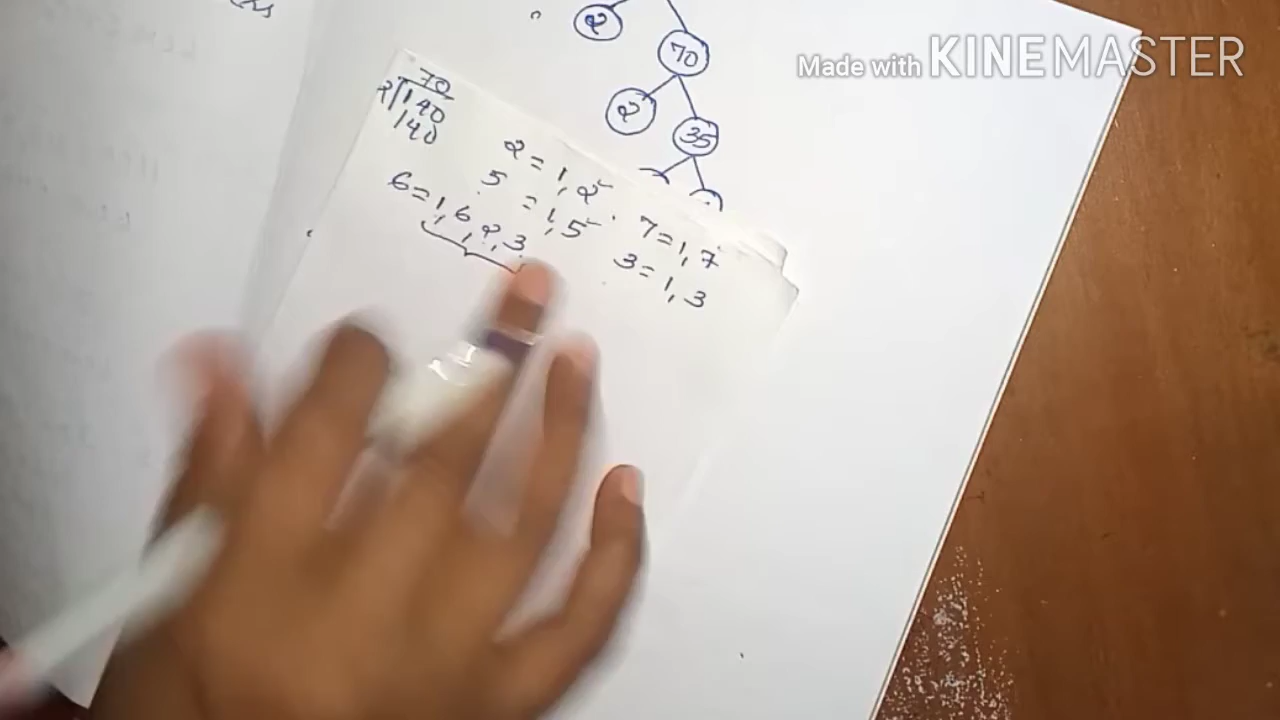 Made with KINEMASTER
2
70
2
35
70
2 140
140
2 = 1, 2
5 = 1, 5
6 = 1, 6, 2, 3
7 = 1, 7
3 = 1, 3